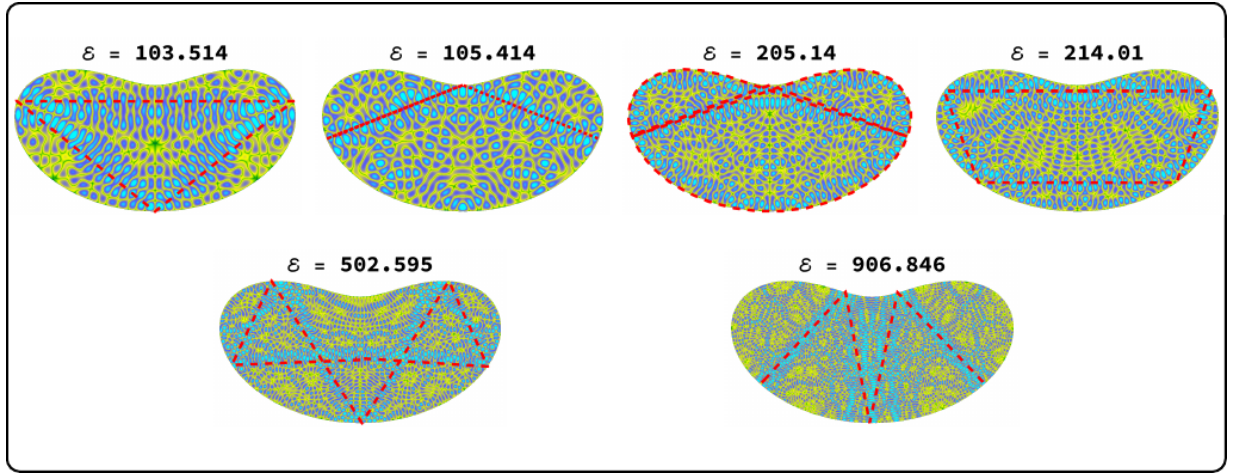 ℰ = 103.514
ℰ = 105.414
ℰ = 205.14
ℰ = 214.01
ℰ = 502.595
ℰ = 906.846